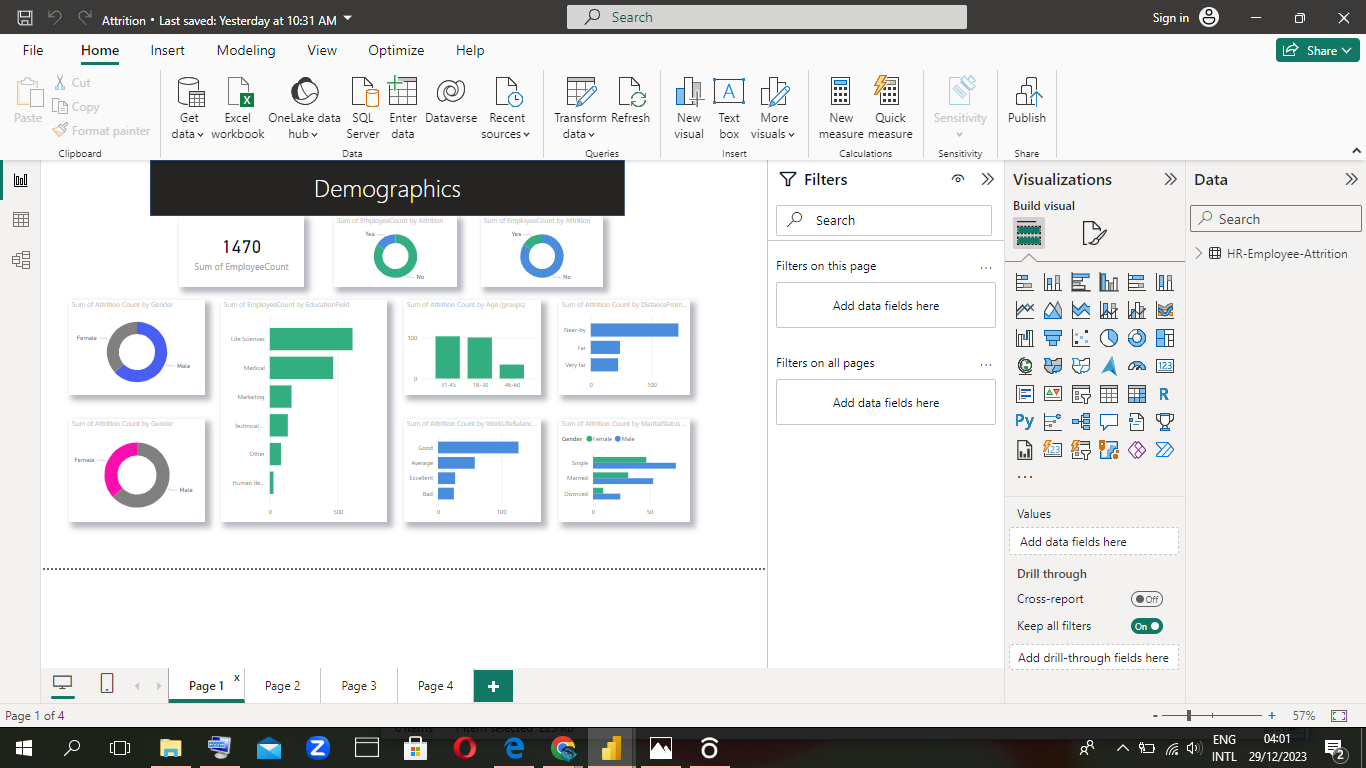 Attrition • Last saved: Yesterday at 10:31 AM
Search
Sign in
File
Home
Insert
Modeling
View
Optimize
Help
Share
Paste
Cut
Copy
Format painter
Clipboard
Get
data
Excel
workbook
OneLake data
hub
SQL
Server
Enter
data
Dataverse
Recent
sources
Data
Transform
data
Refresh
Queries
New
visual
Text
box
More
visuals
Insert
New
measure
Quick
measure
Calculations
Sensitivity
Sensitivity
Publish
Share
Demographics
1470
Sum of EmployeeCount
Sum of EmployeeCount by Attrition
Yes
No
Sum of EmployeeCount by Attrition
Yes
No
Sum of Attrition Count by Gender
Female
Male
Sum of EmployeeCount by EducationField
Life Sciences
Medical
Marketing
Technical ...
Other
Human Re...
0
500
Sum of Attrition Count by Age (groups)
100
0
31-45
18-30
46-60
Sum of Attrition Count by DistanceFrom...
Near-by
Far
Very far
0
100
Sum of Attrition Count by Gender
Female
Male
Sum of Attrition Count by WorkLifeBalanc...
Good
Average
Excellent
Bad
0
100
Sum of Attrition Count by MaritalStatus...
Gender
Female
Male
Single
Married
Divorced
0
50
Filters
Search
Filters on this page
...
Add data fields here
Filters on all pages
...
Add data fields here
Visualizations
Build visual
123
R
Py
123
...
Values
Add data fields here
Drill through
Cross-report
Off
Keep all filters
On
Add drill-through fields here
Data
Search
HR-Employee-Attrition
Page 1
x
Page 2
Page 3
Page 4
+
Page 1 of 4
-
+
57%
ENG
INTL
04:01
29/12/2023
2